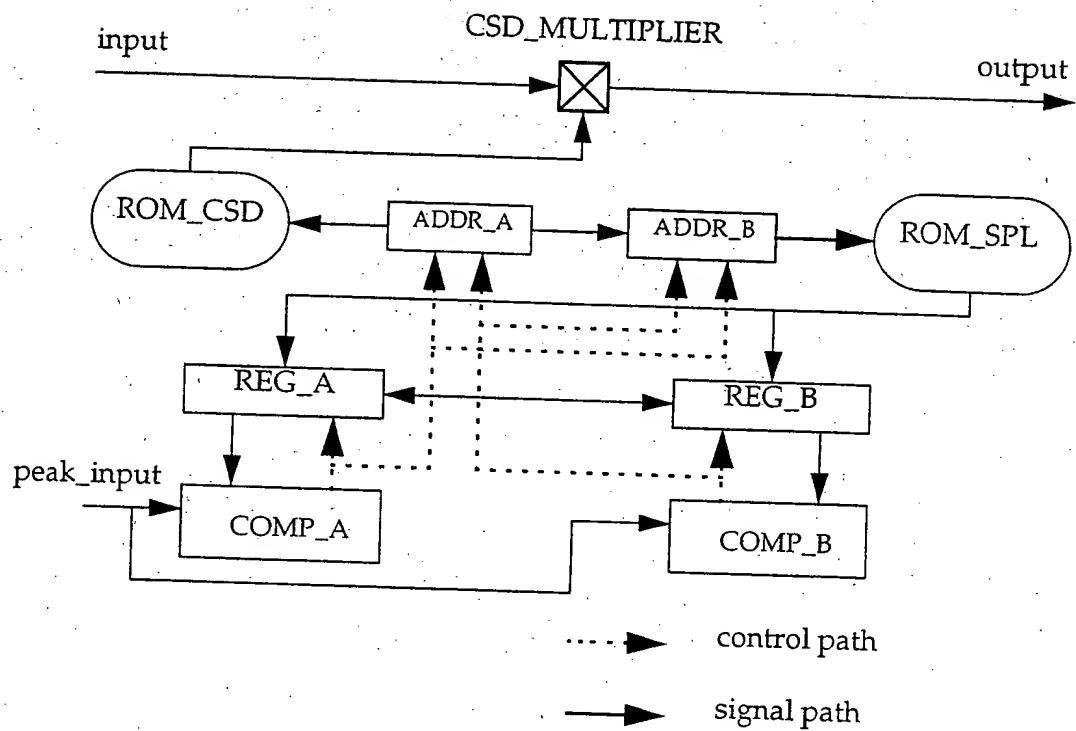 CSD_MULTIPLIER
input
output
ROM_CSD
ADDR_A
ADDR_B
ROM_SPL
REG_A
REG_B
peak_input
COMP_A
COMP_B
control path
signal path